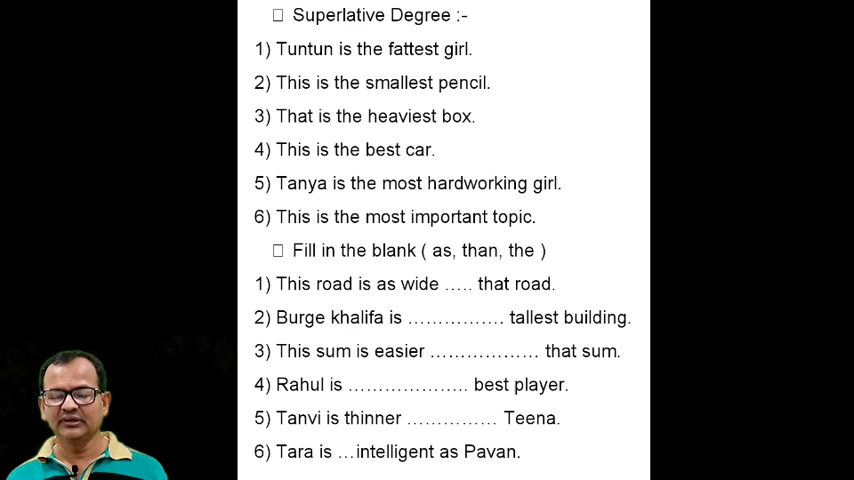 Superlative Degree :-
1) Tuntun is the fattest girl.
2) This is the smallest pencil.
3) That is the heaviest box.
4) This is the best car.
5) Tanya is the most hardworking girl.
6) This is the most important topic.
Fill in the blank ( as, than, the )
1) This road is as wide ..... that road.
2) Burge khalifa is ................ tallest building.
3) This sum is easier .................. that sum.
4) Rahul is .................... best player.
5) Tanvi is thinner ............... Teena.
6) Tara is ...intelligent as Pavan.